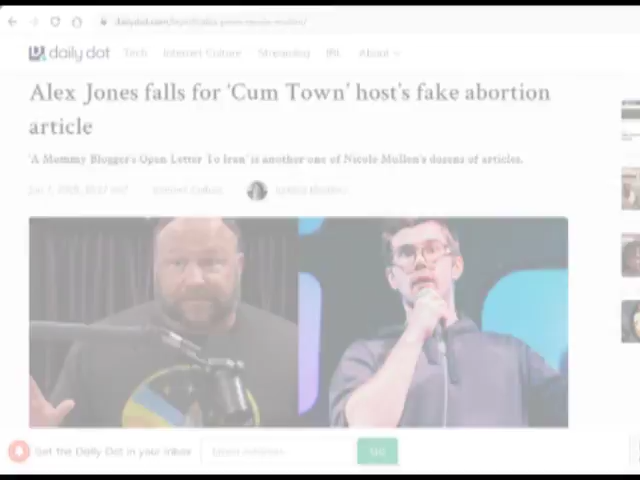 daily dot Tech Internet Culture Streaming IRL About
Alex Jones falls for 'Cum Town' host's fake abortion
article
'A Mommy Blogger's Open Letter To Iran' is another one of Nicole Mullen's dozens of articles.
Internet Culture
Get the Daily Dot in your inbox